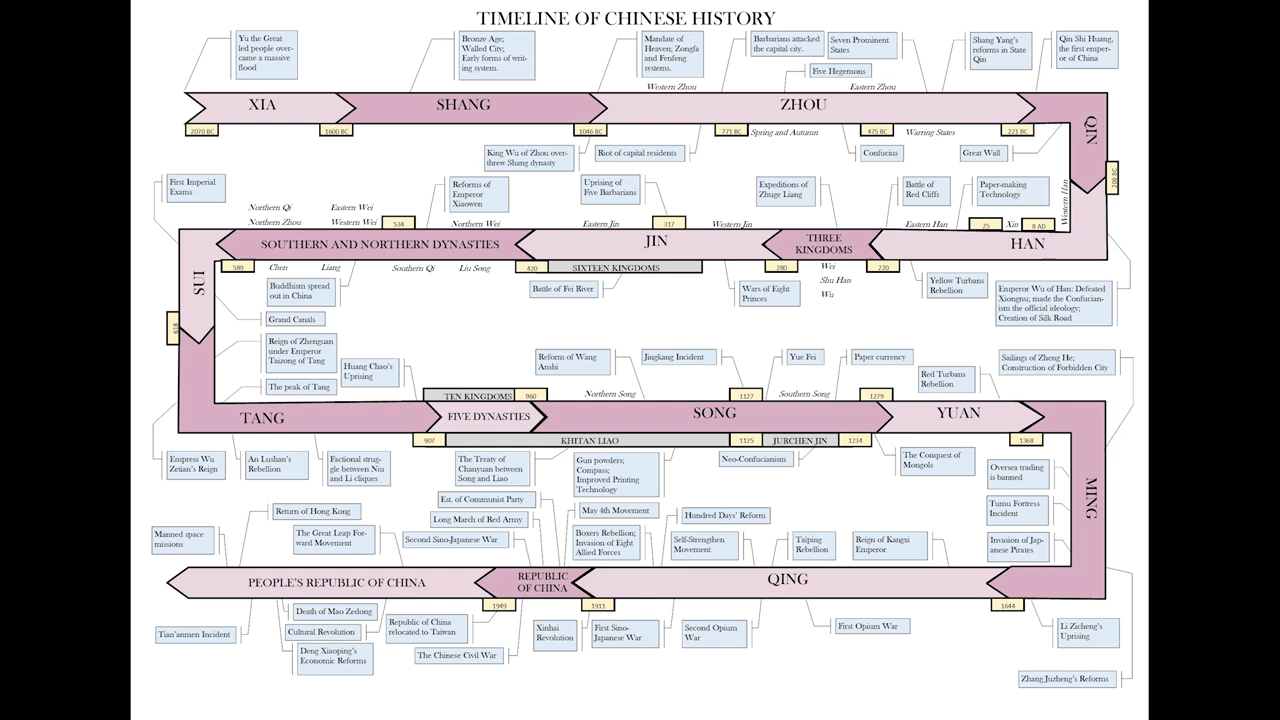 TIMELINE OF CHINESE HISTORY
Yu the Great
led people over-
came a massive
flood
Bronze Age;
Walled City;
Early forms of writ-
ing system.
Mandate of
Heaven; Zongfa
and Fenfeng
systems.
Barbarians attacked
the capital city.
Seven Prominent
States
Five Hegemons
Shang Yang's
reforms in State
Qin
Qin Shi Huang,
the first emper-
or of China
Western Zhou
Eastern Zhou
XIA
SHANG
ZHOU
QIN
2070 BC
1600 BC
1046 BC
771 BC
Spring and Autumn
475 BC
Warring States
221 BC
208 BC
King Wu of Zhou over-
threw Shang dynasty
Riot of capital residents
Confucius
Great Wall
First Imperial
Exams
Reforms of
Emperor
Xiaowen
Uprising of
Five Barbarians
Expeditions of
Zhuge Liang
Battle of
Red Cliffs
Paper-making
Technology
Western Han
Northern Qi
Eastern Wei
Northern Zhou
Western Wei
534
Northern Wei
Eastern Jin
317
Western Jin
Eastern Han
25
Xin
8 AD
SOUTHERN AND NORTHERN DYNASTIES
JIN
THREE
KINGDOMS
HAN
SUI
589
Chen
Liang
Southern Qi
Liu Song
420
SIXTEEN KINGDOMS
280
Wei
Shu Han
Wu
220
Buddhism spread
out in China
Battle of Fei River
Wars of Eight
Princes
Yellow Turbans
Rebellion
Emperor Wu of Han: Defeated
Xiongnu; made the Confucian-
ism the official ideology;
Creation of Silk Road
Grand Canals
618
Reign of Zhenguan
under Emperor
Taizong of Tang
Huang Chao's
Uprising
The peak of Tang
Reform of Wang
Anshi
Jingkang Incident
Yue Fei
Paper currency
Red Turbans
Rebellion
Sailings of Zheng He;
Construction of Forbidden City
TEN KINGDOMS
960
Northern Song
1127
Southern Song
1279
TANG
FIVE DYNASTIES
SONG
YUAN
MING
907
KHITAN LIAO
1125
JURCHEN JIN
1234
1368
Empress Wu
Zetian's Reign
An Lushan's
Rebellion
Factional strug-
gle between Niu
and Li cliques
The Treaty of
Chanyuan between
Song and Liao
Gun powders;
Compass;
Improved Printing
Technology
Neo-Confucianism
The Conquest of
Mongols
Oversea trading
is banned
Tumu Fortress
Incident
Invasion of Jap-
anese Pirates
Manned space
missions
Return of Hong Kong
The Great Leap For-
ward Movement
Est. of Communist Party
Long March of Red Army
Second Sino-Japanese War
May 4th Movement
Boxers Rebellion;
Invasion of Eight
Allied Forces
Hundred Days' Reform
Self-Strengthen
Movement
Taiping
Rebellion
Reign of Kangxi
Emperor
PEOPLE'S REPUBLIC OF CHINA
REPUBLIC
OF CHINA
QING
1949
1911
1644
Tian'anmen Incident
Death of Mao Zedong
Cultural Revolution
Deng Xiaoping's
Economic Reforms
Republic of China
relocated to Taiwan
The Chinese Civil War
Xinhai
Revolution
First Sino-
Japanese War
Second Opium
War
First Opium War
Li Zicheng's
Uprising
Zhang Juzheng's Reforms